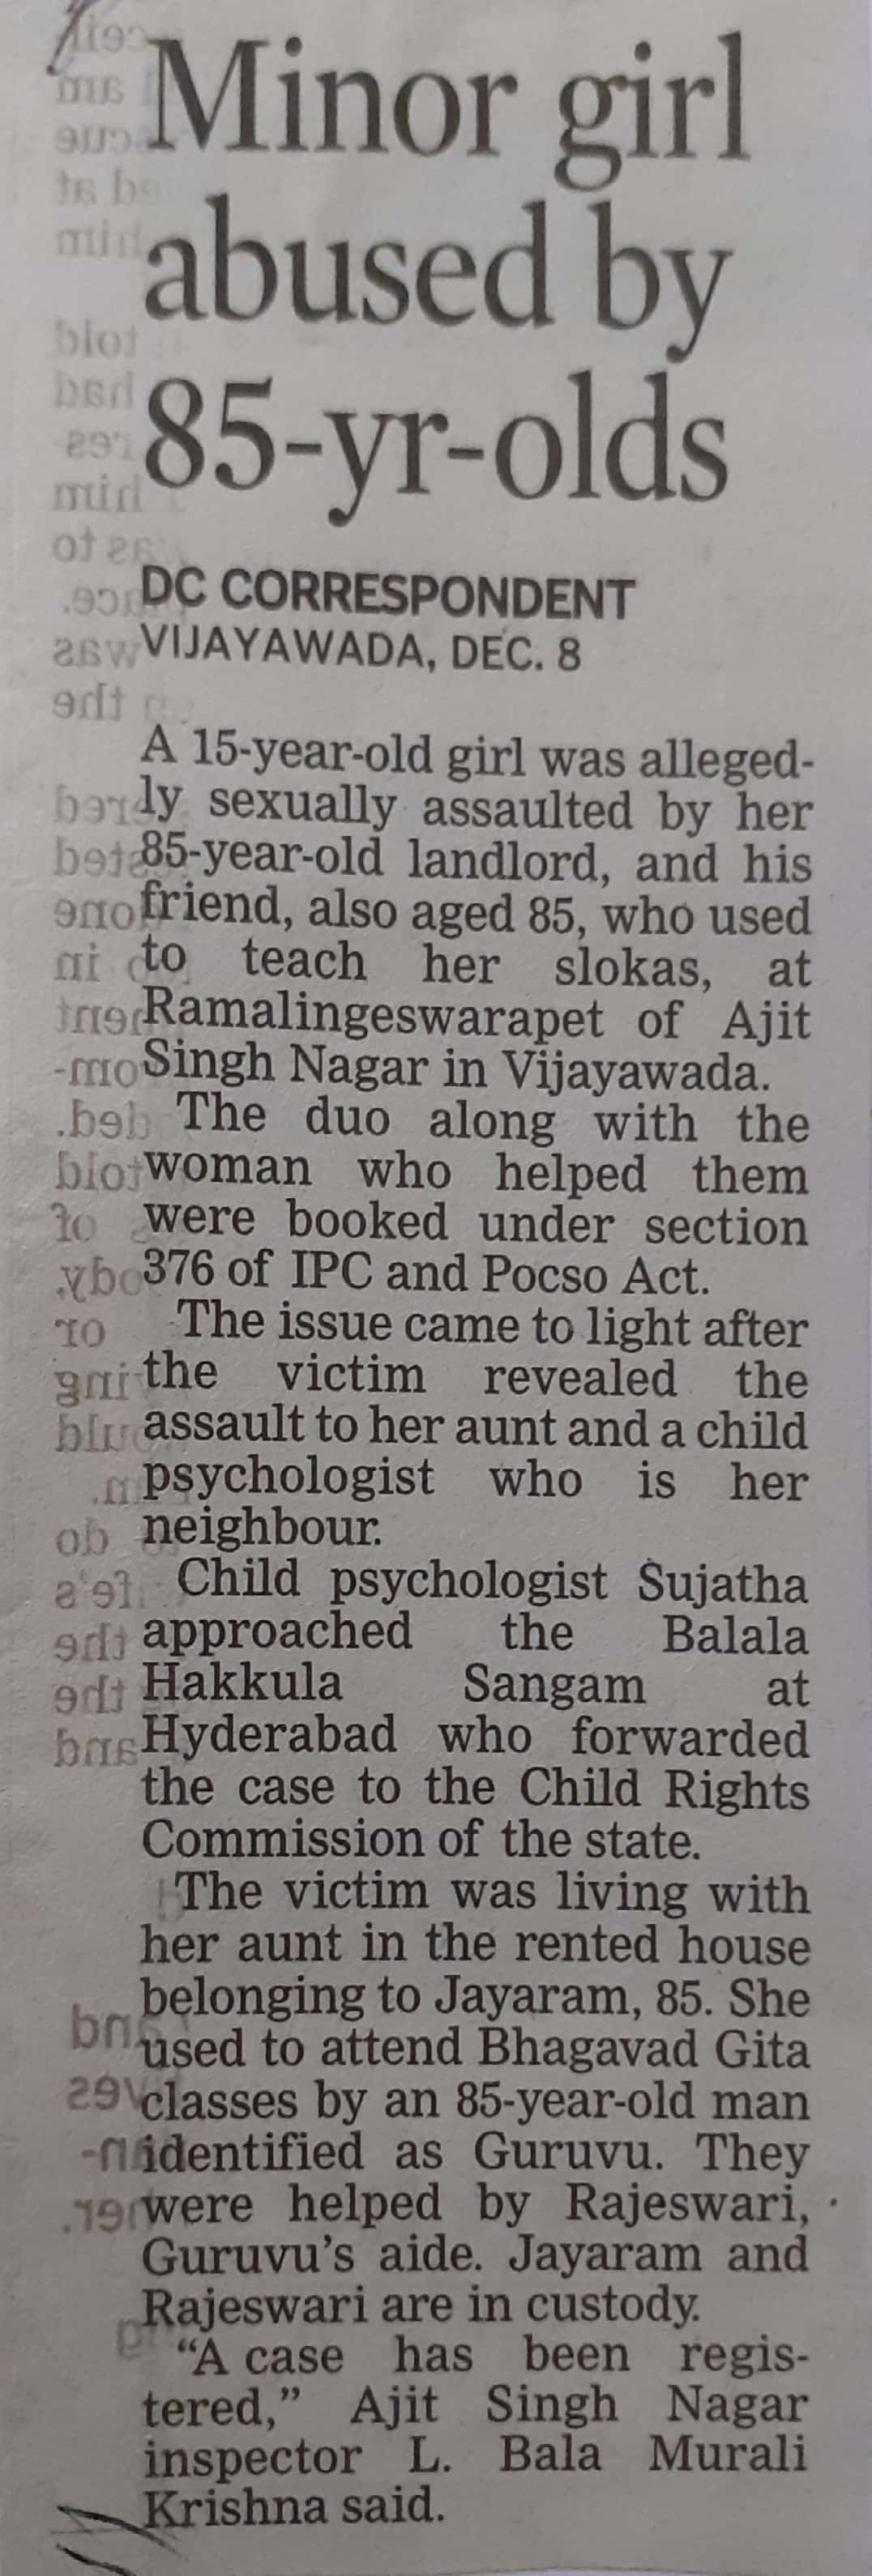 Minor girl
abused by
85-yr-olds
DC CORRESPONDENT
VIJAYAWADA, DEC. 8
A 15-year-old girl was alleged-
ly sexually assaulted by her
85-year-old landlord, and his
friend, also aged 85, who used
to teach her slokas, at
Ramalingeswarapet of Ajit
Singh Nagar in Vijayawada.
The duo along with the
woman who helped them
were booked under section
376 of IPC and Pocso Act.
The issue came to light after
the victim revealed the
assault to her aunt and a child
psychologist who is her
neighbour.
Child psychologist Sujatha
approached the Balala
Hakkula Sangam at
Hyderabad who forwarded
the case to the Child Rights
Commission of the state.
The victim was living with
her aunt in the rented house
belonging to Jayaram, 85. She
used to attend Bhagavad Gita
classes by an 85-year-old man
identified as Guruvu. They
were helped by Rajeswari,
Guruvu's aide. Jayaram and
Rajeswari are in custody.
“A case has been regis-
tered,” Ajit Singh Nagar
inspector L. Bala Murali
Krishna said.